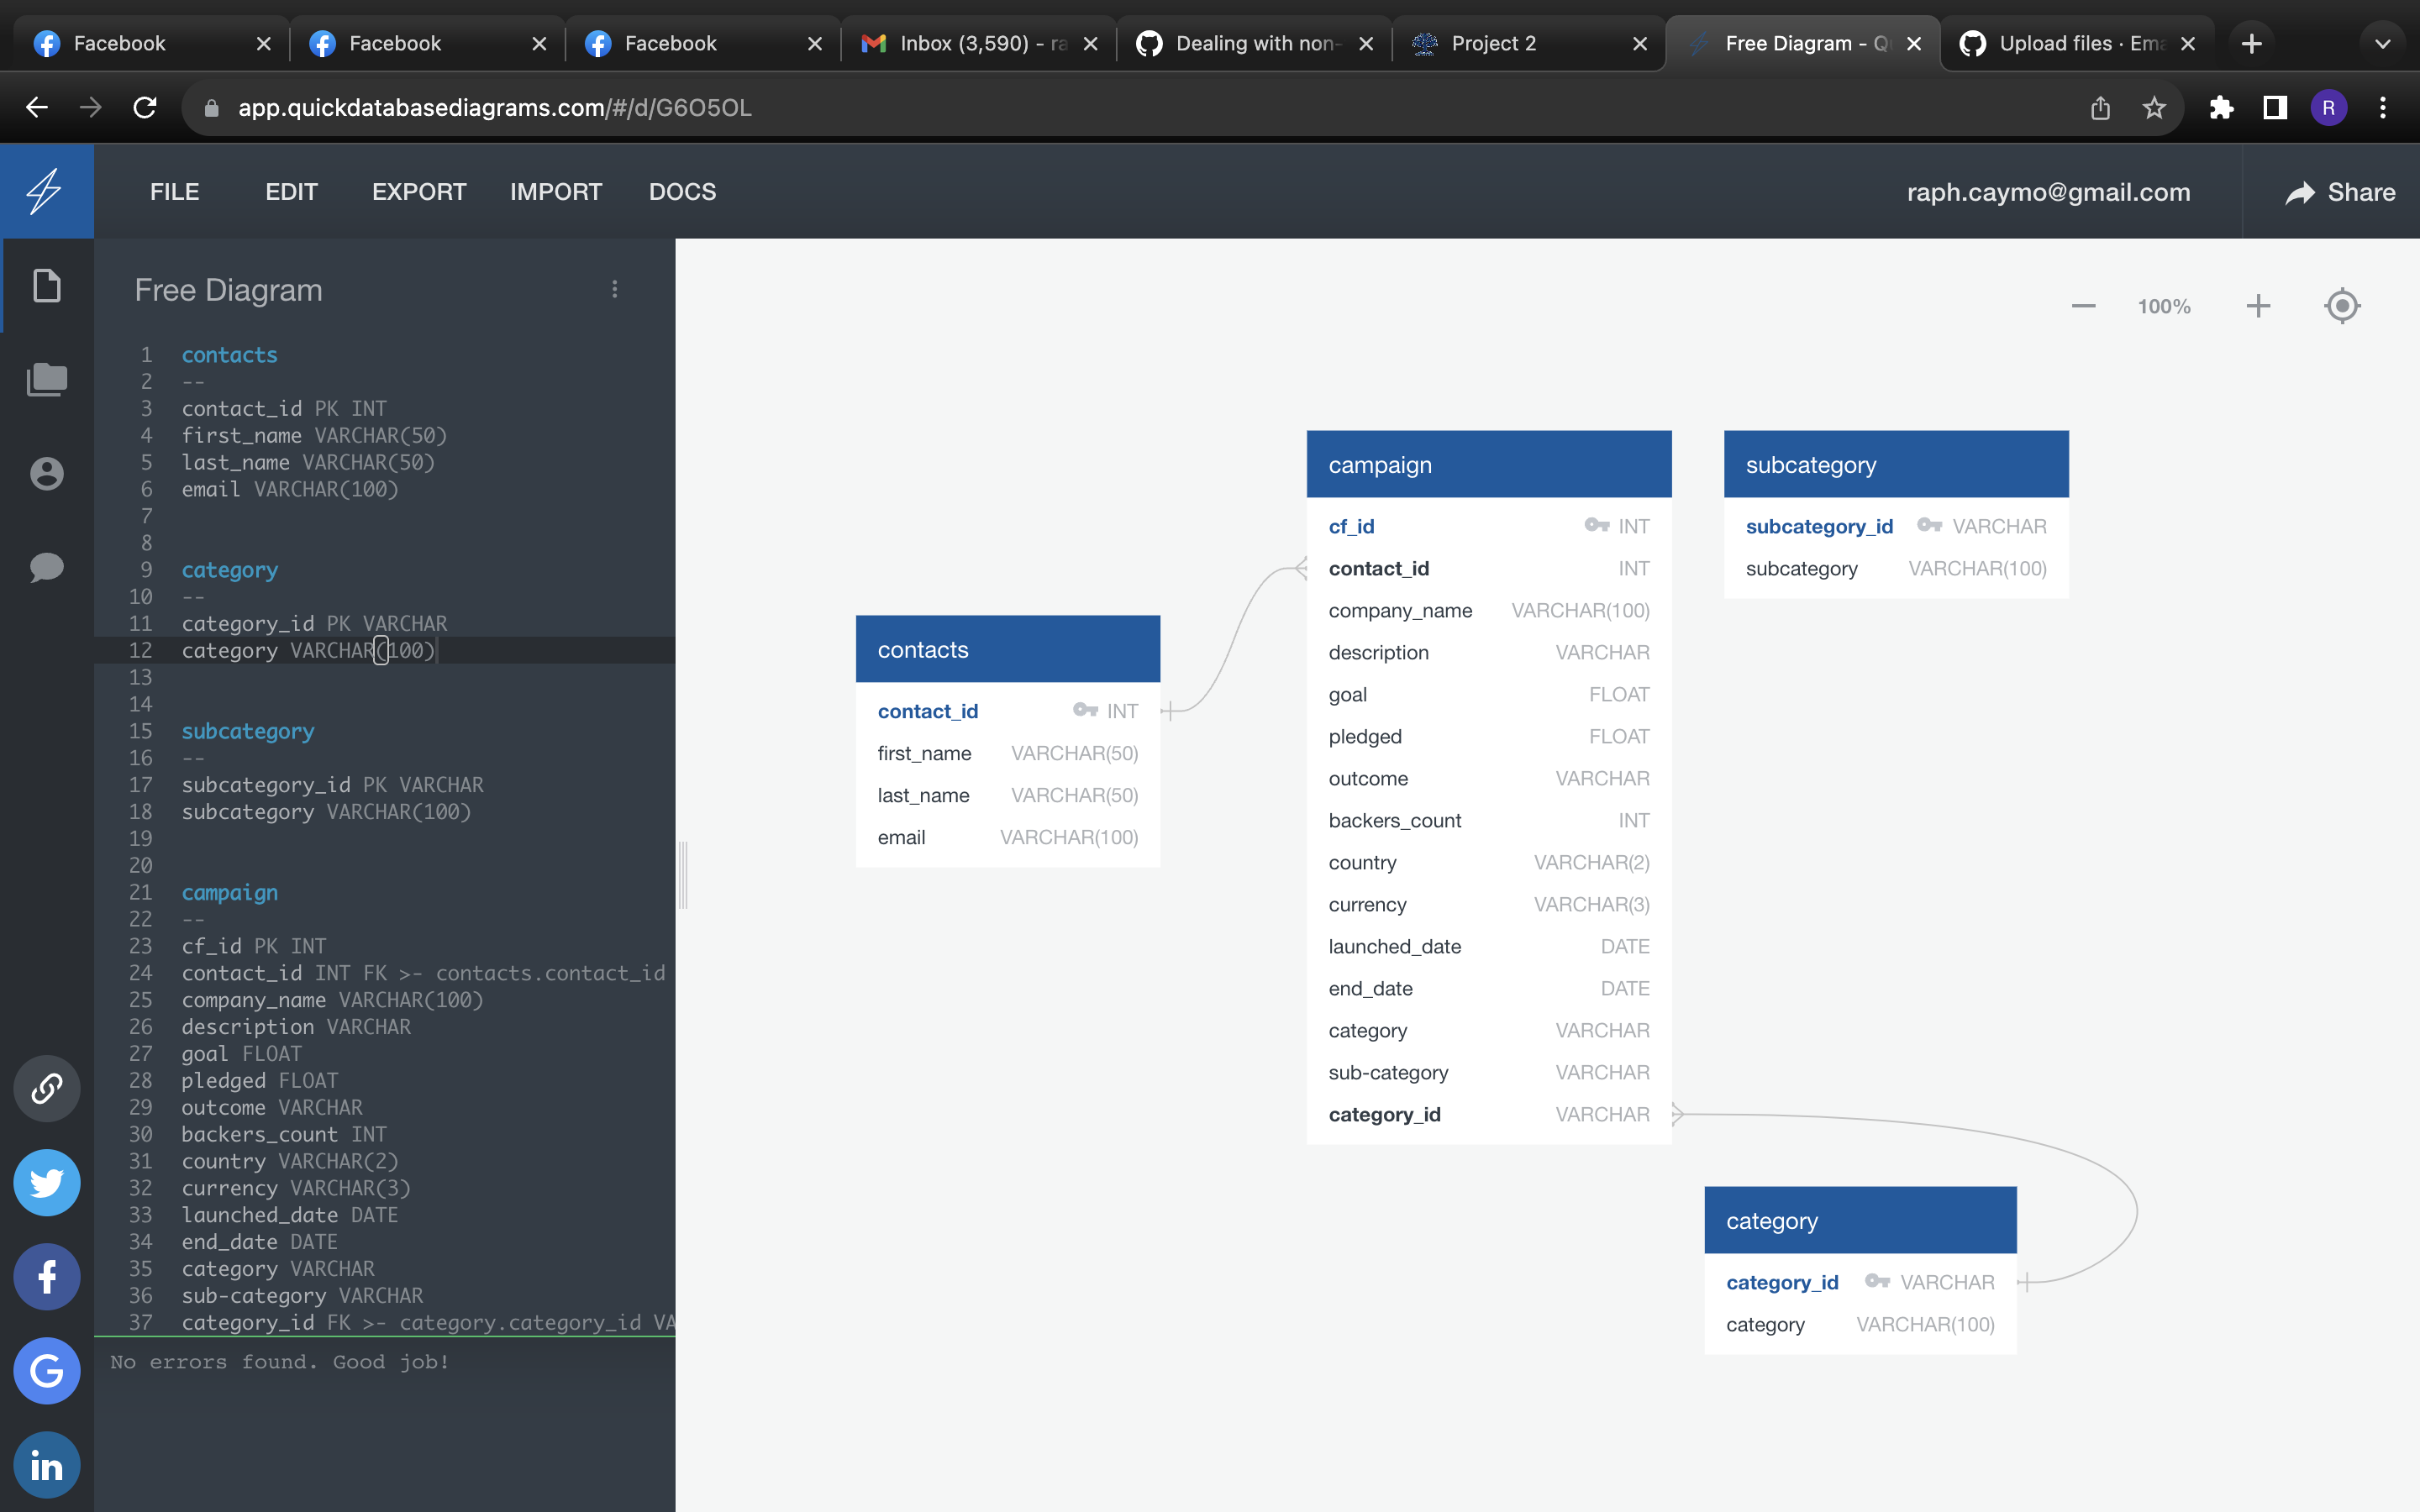 Facebook
Facebook
Facebook
Inbox (3,590) - ra
Dealing with non-
Project 2
Free Diagram - Q
Upload files · Ema
app.quickdatabasediagrams.com/#/d/G6O5OL
R
FILE EDIT EXPORT IMPORT DOCS
raph.caymo@gmail.com
Share
Free Diagram
1 contacts
2 --
3 contact_id PK INT
4 first_name VARCHAR(50)
5 last_name VARCHAR(50)
6 email VARCHAR(100)
7
8
9 category
10 --
11 category_id PK VARCHAR
12 category VARCHAR(100)
13
14
15 subcategory
16 --
17 subcategory_id PK VARCHAR
18 subcategory VARCHAR(100)
19
20
21 campaign
22 --
23 cf_id PK INT
24 contact_id INT FK >- contacts.contact_id
25 company_name VARCHAR(100)
26 description VARCHAR
27 goal FLOAT
28 pledged FLOAT
29 outcome VARCHAR
30 backers_count INT
31 country VARCHAR(2)
32 currency VARCHAR(3)
33 launched_date DATE
34 end_date DATE
35 category VARCHAR
36 sub-category VARCHAR
37 category_id FK >- category.category_id VA
No errors found. Good job!
100%
contacts
contact_id INT
first_name VARCHAR(50)
last_name VARCHAR(50)
email VARCHAR(100)
campaign
cf_id INT
contact_id INT
company_name VARCHAR(100)
description VARCHAR
goal FLOAT
pledged FLOAT
outcome VARCHAR
backers_count INT
country VARCHAR(2)
currency VARCHAR(3)
launched_date DATE
end_date DATE
category VARCHAR
sub-category VARCHAR
category_id VARCHAR
subcategory
subcategory_id VARCHAR
subcategory VARCHAR(100)
category
category_id VARCHAR
category VARCHAR(100)